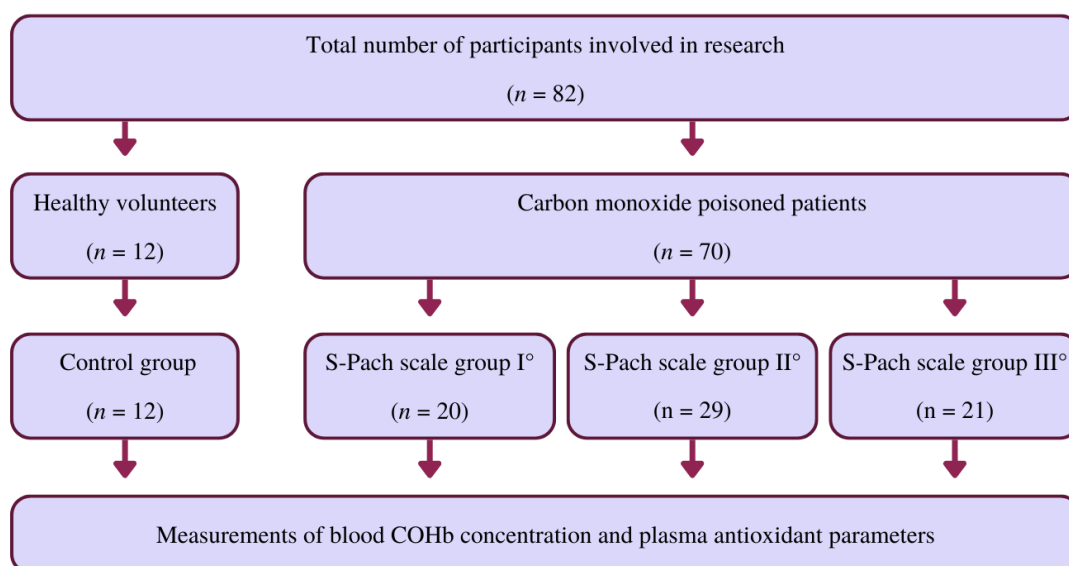 Total number of participants involved in research
(n = 82)
Healthy volunteers
(n = 12)
Carbon monoxide poisoned patients
(n = 70)
Control group
(n = 12)
S-Pach scale group I°
(n = 20)
S-Pach scale group II°
(n = 29)
S-Pach scale group III°
(n = 21)
Measurements of blood COHb concentration and plasma antioxidant parameters